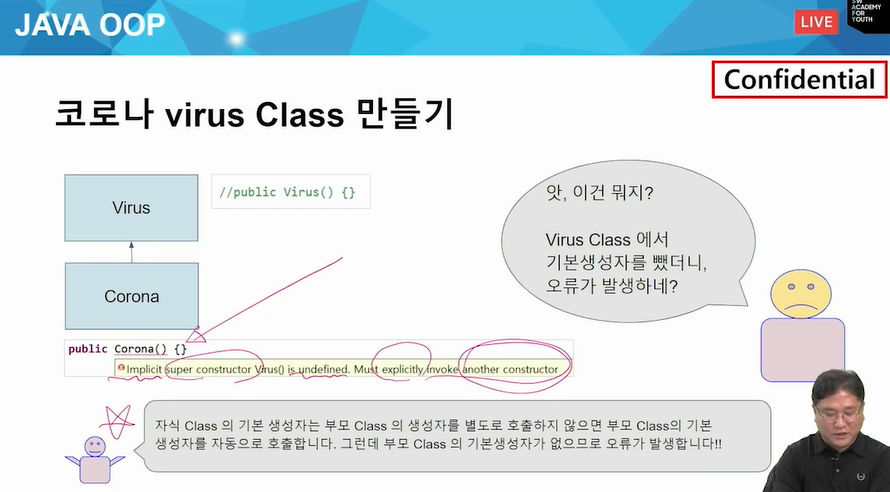 JAVA OOP
LIVE
SW
ACADEMY
FOR
YOUTH
Confidential
코로나 virus Class 만들기
Virus
//public Virus() {}
앗, 이건 뭐지?
Virus Class 에서
기본생성자를 뺐더니,
오류가 발생하네?
Corona
public Corona() {}
Implicit super constructor Virus() is undefined. Must explicitly invoke another constructor
자식 Class 의 기본 생성자는 부모 Class 의 생성자를 별도로 호출하지 않으면 부모 Class의 기본
생성자를 자동으로 호출합니다. 그런데 부모 Class 의 기본생성자가 없으므로 오류가 발생합니다!!